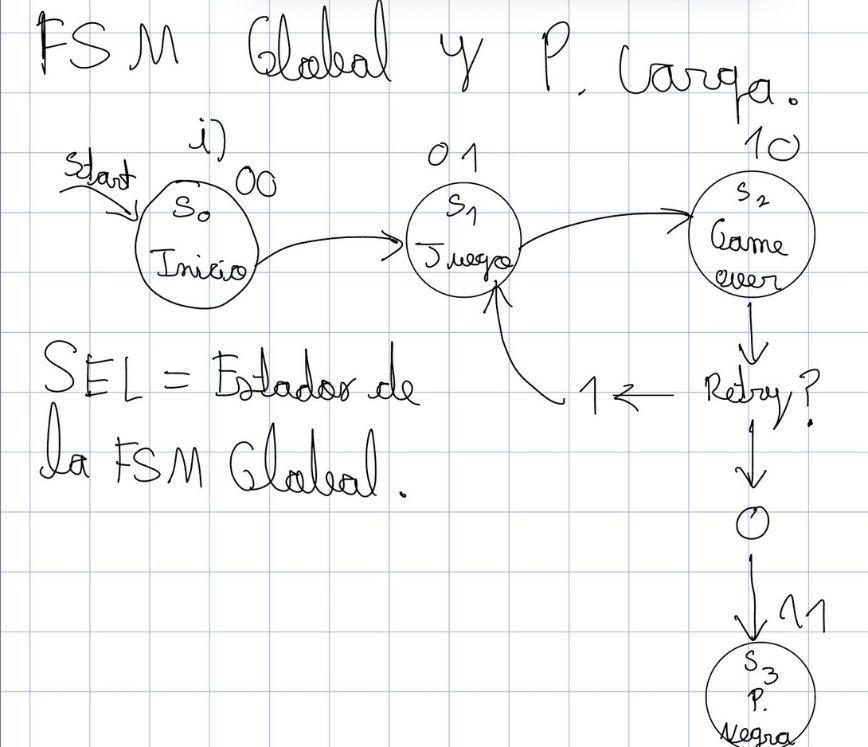 FSM Global y P. Carga.
i)
Start
00
S0
Inicio
01
S1
Juego
10
S2
Game
over
SEL = Estados de
la FSM Global.
1
Retry?
0
11
S3
P.
Negra